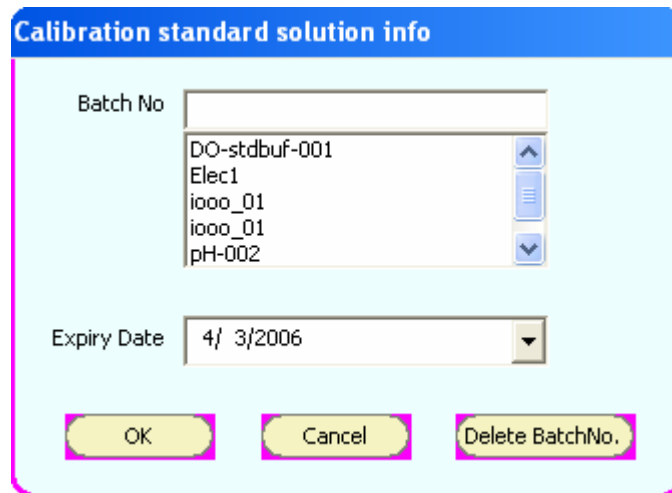 Calibration standard solution info
Batch No
DO-stdbuf-001
Elec1
iooo_01
iooo_01
pH-002
Expiry Date 4/ 3/2006
OK Cancel Delete BatchNo.